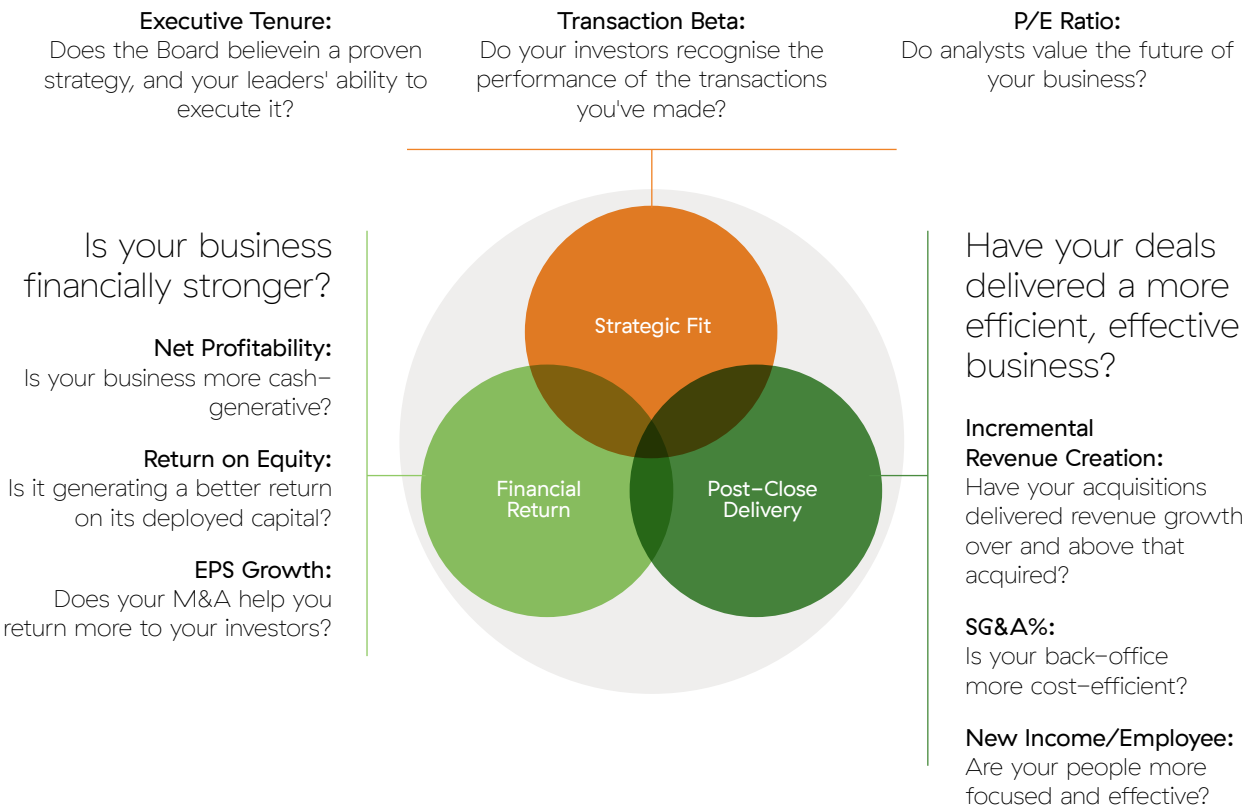 Executive Tenure:
Does the Board believein a proven
strategy, and your leaders' ability to
execute it?
Transaction Beta:
Do your investors recognise the
performance of the transactions
you've made?
P/E Ratio:
Do analysts value the future of
your business?
Is your business
financially stronger?
Net Profitability:
Is your business more cash-
generative?
Return on Equity:
Is it generating a better return
on its deployed capital?
EPS Growth:
Does your M&A help you
return more to your investors?
Strategic Fit
Financial
Return
Post-Close
Delivery
Have your deals
delivered a more
efficient, effective
business?
Incremental
Revenue Creation:
Have your acquisitions
delivered revenue growth
over and above that
acquired?
SG&A%:
Is your back-office
more cost-efficient?
New Income/Employee:
Are your people more
focused and effective?